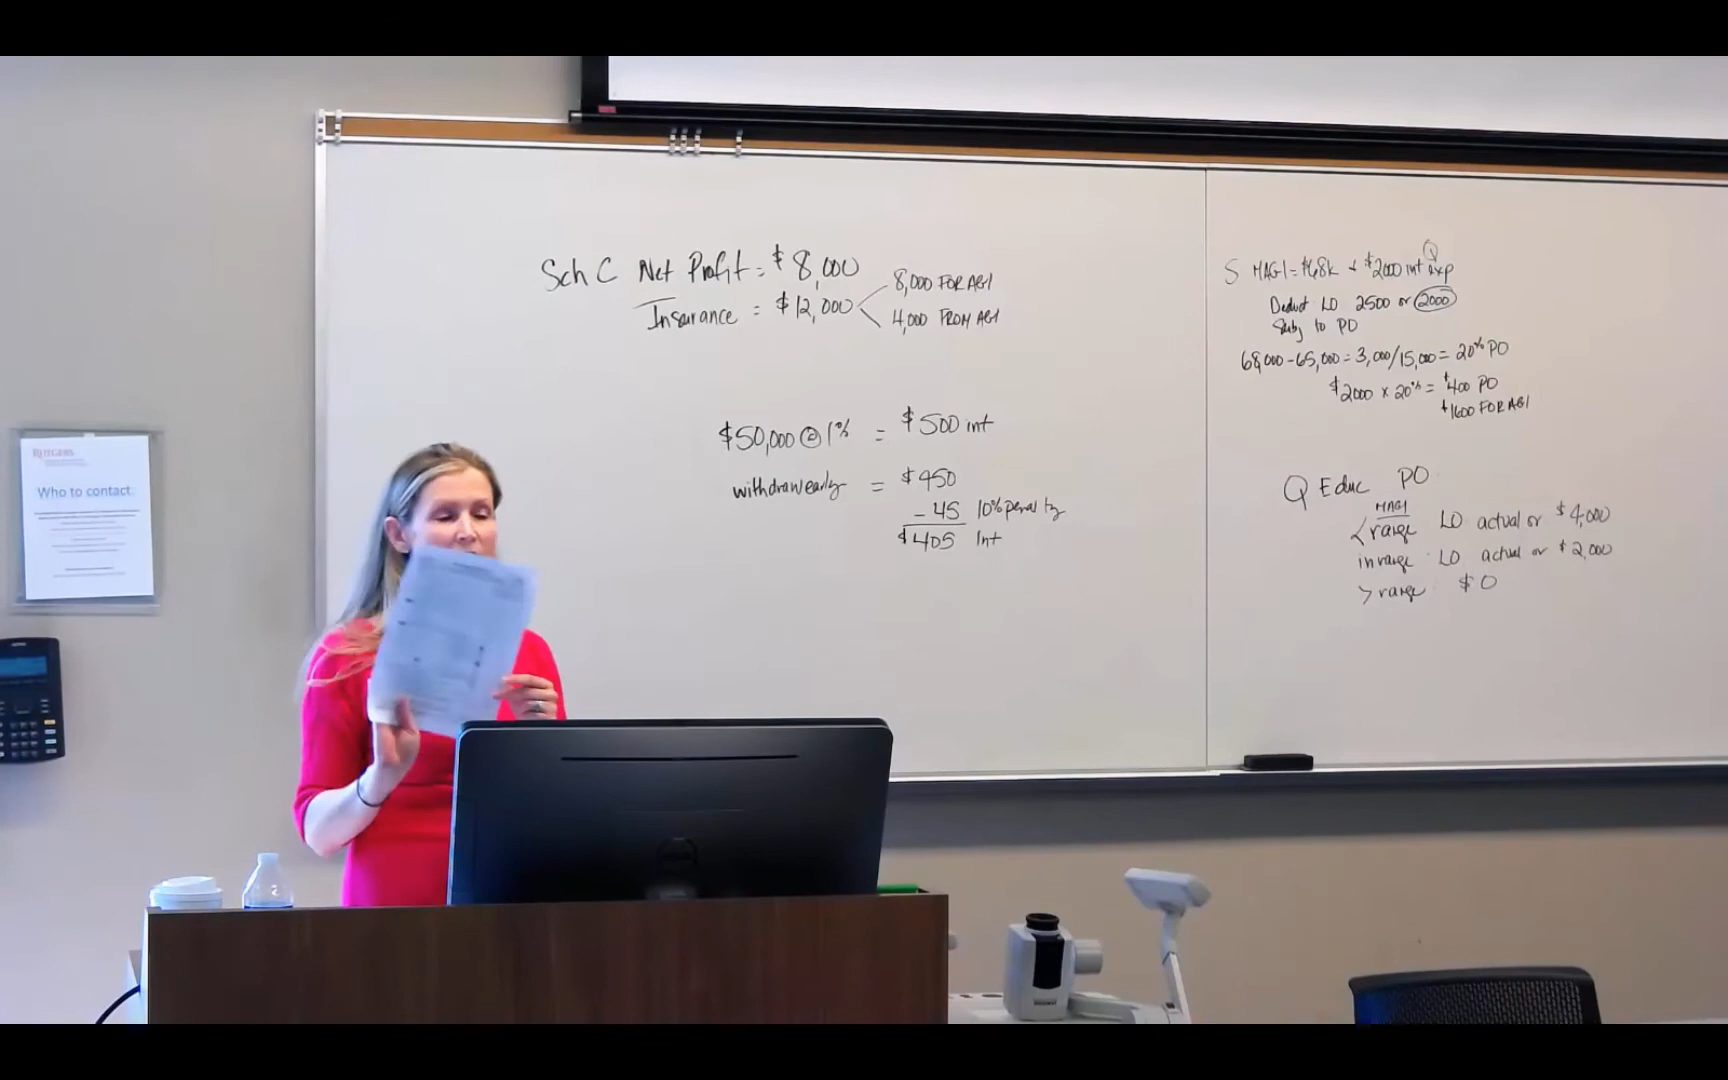 Sch C Net Profit = $8,000
Insurance = $12,000
8,000 FOR AGI
4,000 FROM AGI
$50,000 @ 1% = $500 int
withdraw early = $450
- 45 10% penalty
$405 Int
S MAGI = $68k + $2000 int Q exp
Deduct LO 2500 or 2000
Subj to PO
68,000 - 65,000 = 3,000/15,000 = 20% PO
$2000 x 20% = $400 PO
$1600 FOR AGI
Q Educ PO
MAGI
< range LO actual or $4,000
in range LO actual or $2,000
> range $0
RUTGERS
Who to contact: